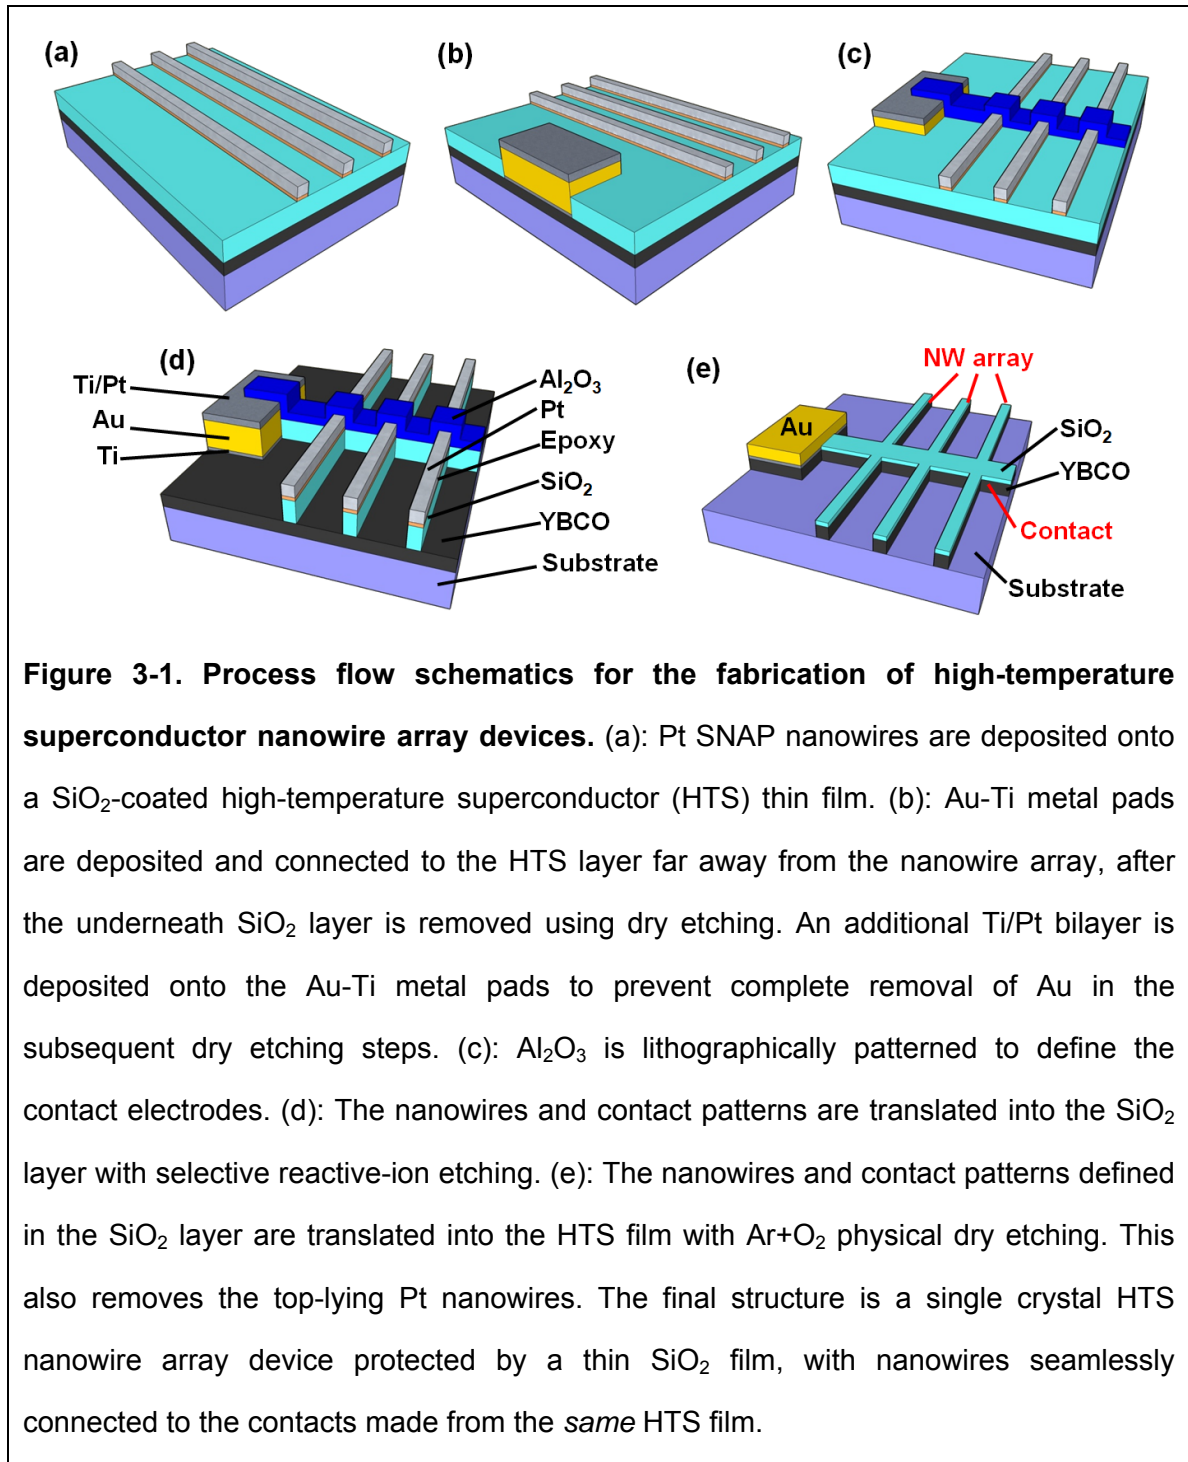 (a)
(b)
(c)
(d)
Ti/Pt
Au
Ti
Al₂O₃
Pt
Epoxy
SiO₂
YBCO
Substrate
(e)
NW array
Au
SiO₂
YBCO
Contact
Substrate
Figure 3-1. Process flow schematics for the fabrication of high-temperature
superconductor nanowire array devices. (a): Pt SNAP nanowires are deposited onto
a SiO₂-coated high-temperature superconductor (HTS) thin film. (b): Au-Ti metal pads
are deposited and connected to the HTS layer far away from the nanowire array, after
the underneath SiO₂ layer is removed using dry etching. An additional Ti/Pt bilayer is
deposited onto the Au-Ti metal pads to prevent complete removal of Au in the
subsequent dry etching steps. (c): Al₂O₃ is lithographically patterned to define the
contact electrodes. (d): The nanowires and contact patterns are translated into the SiO₂
layer with selective reactive-ion etching. (e): The nanowires and contact patterns defined
in the SiO₂ layer are translated into the HTS film with Ar+O₂ physical dry etching. This
also removes the top-lying Pt nanowires. The final structure is a single crystal HTS
nanowire array device protected by a thin SiO₂ film, with nanowires seamlessly
connected to the contacts made from the same HTS film.